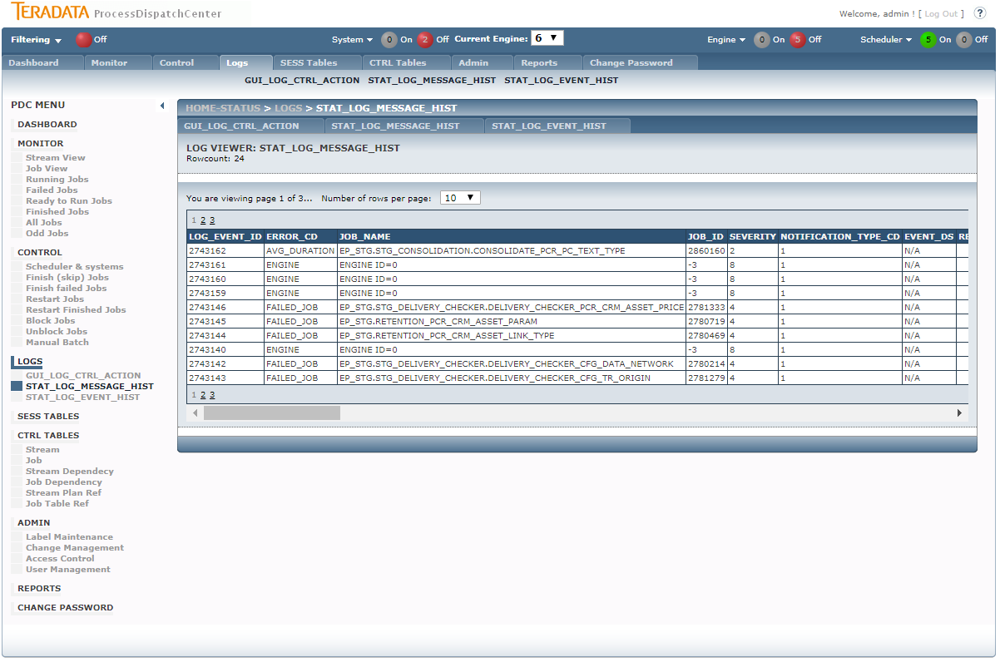 TERADATA ProcessDispatchCenter
Welcome, admin ! [ Log Out ] ?
Filtering Off System 0 On 2 Off Current Engine: 6 Engine 0 On 5 Off Scheduler 5 On 0 Off
Dashboard Monitor Control Logs SESS Tables CTRL Tables Admin Reports Change Password
GUI_LOG_CTRL_ACTION STAT_LOG_MESSAGE_HIST STAT_LOG_EVENT_HIST
PDC MENU
DASHBOARD
MONITOR
Stream View
Job View
Running Jobs
Failed Jobs
Ready to Run Jobs
Finished Jobs
All Jobs
Odd Jobs
CONTROL
Scheduler & systems
Finish (skip) Jobs
Finish failed Jobs
Restart Jobs
Restart Finished Jobs
Block Jobs
Unblock Jobs
Manual Batch
LOGS
GUI_LOG_CTRL_ACTION
STAT_LOG_MESSAGE_HIST
STAT_LOG_EVENT_HIST
SESS TABLES
CTRL TABLES
Stream
Job
Stream Dependecy
Job Dependency
Stream Plan Ref
Job Table Ref
ADMIN
Label Maintenance
Change Management
Access Control
User Management
REPORTS
CHANGE PASSWORD
HOME-STATUS > LOGS > STAT_LOG_MESSAGE_HIST
GUI_LOG_CTRL_ACTION STAT_LOG_MESSAGE_HIST STAT_LOG_EVENT_HIST
LOG VIEWER: STAT_LOG_MESSAGE_HIST
Rowcount: 24
You are viewing page 1 of 3... Number of rows per page: 10
1 2 3
LOG_EVENT_ID ERROR_CD JOB_NAME JOB_ID SEVERITY NOTIFICATION_TYPE_CD EVENT_DS RE
2743162 AVG_DURATION EP_STG.STG_CONSOLIDATION.CONSOLIDATE_PCR_PC_TEXT_TYPE 2860160 2 1 N/A
2743161 ENGINE ENGINE ID=0 -3 8 1 N/A
2743160 ENGINE ENGINE ID=0 -3 8 1 N/A
2743159 ENGINE ENGINE ID=0 -3 8 1 N/A
2743146 FAILED_JOB EP_STG.STG_DELIVERY_CHECKER.DELIVERY_CHECKER_PCR_CRM_ASSET_PRICE 2781333 4 1 N/A
2743145 FAILED_JOB EP_STG.RETENTION_PCR_CRM_ASSET_PARAM 2780719 4 1 N/A
2743144 FAILED_JOB EP_STG.RETENTION_PCR_CRM_ASSET_LINK_TYPE 2780469 4 1 N/A
2743140 ENGINE ENGINE ID=0 -3 8 1 N/A
2743142 FAILED_JOB EP_STG.STG_DELIVERY_CHECKER.DELIVERY_CHECKER_CFG_DATA_NETWORK 2780214 4 1 N/A
2743143 FAILED_JOB EP_STG.STG_DELIVERY_CHECKER.DELIVERY_CHECKER_CFG_TR_ORIGIN 2781279 4 1 N/A
1 2 3